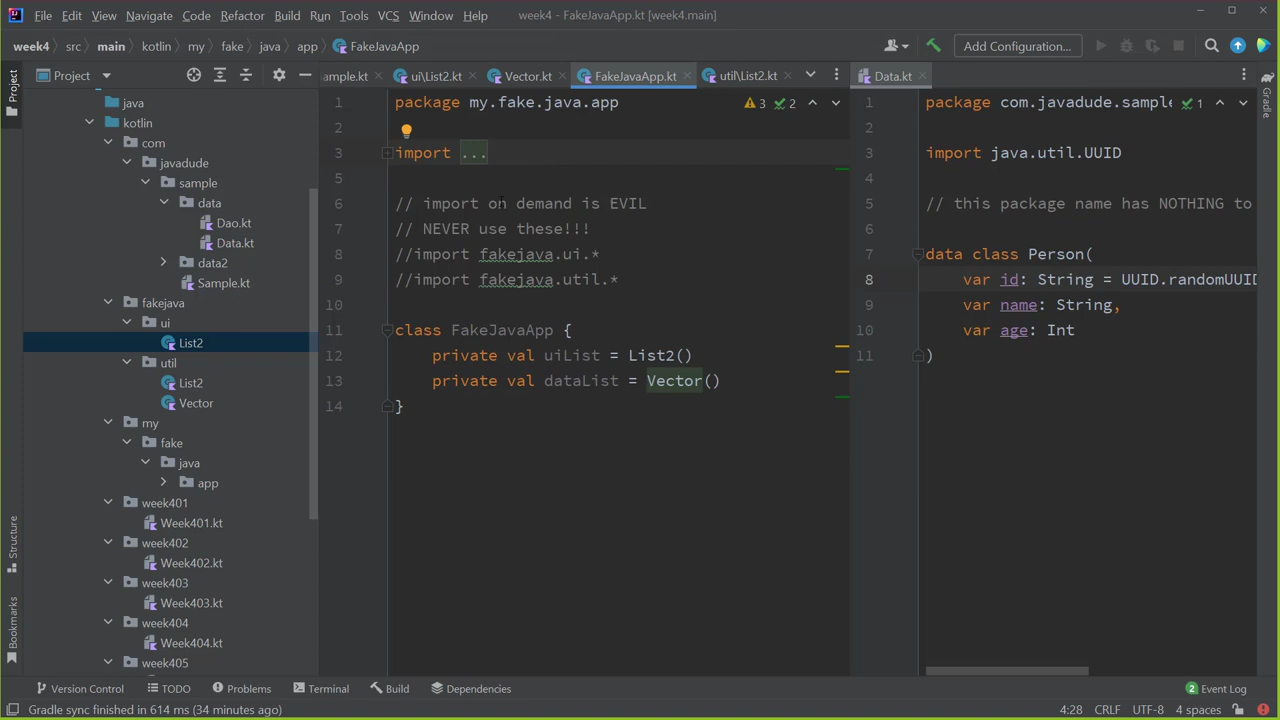 File Edit View Navigate Code Refactor Build Run Tools VCS Window Help week4 - FakeJavaApp.kt [week4.main]
week4 src main kotlin my fake java app FakeJavaApp Add Configuration...
Project
ample.kt ui\List2.kt Vector.kt FakeJavaApp.kt util\List2.kt Data.kt
Project
Structure
Bookmarks
Gradle
java
kotlin
com
javadude
sample
data
Dao.kt
Data.kt
data2
Sample.kt
fakejava
ui
List2
util
List2
Vector
my
fake
java
app
week401
Week401.kt
week402
Week402.kt
week403
Week403.kt
week404
Week404.kt
week405
1 package my.fake.java.app 3 2
2
3 import ...
5
6 // import on demand is EVIL
7 // NEVER use these!!!
8 //import fakejava.ui.*
9 //import fakejava.util.*
10
11 class FakeJavaApp {
12 private val uiList = List2()
13 private val dataList = Vector()
14 }
1 package com.javadude.sample 1
2
3 import java.util.UUID
4
5 // this package name has NOTHING to
6
7 data class Person(
8 var id: String = UUID.randomUUID
9 var name: String,
10 var age: Int
11 )
Version Control TODO Problems Terminal Build Dependencies 2 Event Log
Gradle sync finished in 614 ms (34 minutes ago) 4:28 CRLF UTF-8 4 spaces